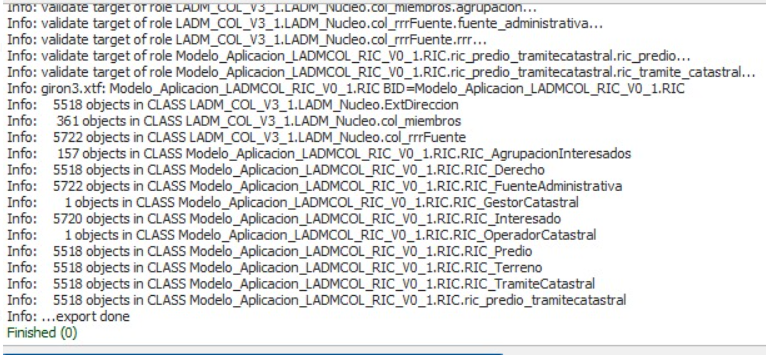 Info: validate target of role LADM_COL_V3_1.LADM_Nucleo.col_miembros.agrupacion...
Info: validate target of role LADM_COL_V3_1.LADM_Nucleo.col_rrrFuente.fuente_administrativa...
Info: validate target of role LADM_COL_V3_1.LADM_Nucleo.col_rrrFuente.rrr...
Info: validate target of role Modelo_Aplicacion_LADMCOL_RIC_V0_1.RIC.ric_predio_tramitecatastral.ric_predio...
Info: validate target of role Modelo_Aplicacion_LADMCOL_RIC_V0_1.RIC.ric_predio_tramitecatastral.ric_tramite_catastral...
Info: giron3.xtf: Modelo_Aplicacion_LADMCOL_RIC_V0_1.RIC BID=Modelo_Aplicacion_LADMCOL_RIC_V0_1.RIC
Info: 5518 objects in CLASS LADM_COL_V3_1.LADM_Nucleo.ExtDireccion
Info: 361 objects in CLASS LADM_COL_V3_1.LADM_Nucleo.col_miembros
Info: 5722 objects in CLASS LADM_COL_V3_1.LADM_Nucleo.col_rrrFuente
Info: 157 objects in CLASS Modelo_Aplicacion_LADMCOL_RIC_V0_1.RIC.RIC_AgrupacionInteresados
Info: 5518 objects in CLASS Modelo_Aplicacion_LADMCOL_RIC_V0_1.RIC.RIC_Derecho
Info: 5722 objects in CLASS Modelo_Aplicacion_LADMCOL_RIC_V0_1.RIC.RIC_FuenteAdministrativa
Info: 1 objects in CLASS Modelo_Aplicacion_LADMCOL_RIC_V0_1.RIC.RIC_GestorCatastral
Info: 5720 objects in CLASS Modelo_Aplicacion_LADMCOL_RIC_V0_1.RIC.RIC_Interesado
Info: 1 objects in CLASS Modelo_Aplicacion_LADMCOL_RIC_V0_1.RIC.RIC_OperadorCatastral
Info: 5518 objects in CLASS Modelo_Aplicacion_LADMCOL_RIC_V0_1.RIC.RIC_Predio
Info: 5518 objects in CLASS Modelo_Aplicacion_LADMCOL_RIC_V0_1.RIC.RIC_Terreno
Info: 5518 objects in CLASS Modelo_Aplicacion_LADMCOL_RIC_V0_1.RIC.RIC_TramiteCatastral
Info: 5518 objects in CLASS Modelo_Aplicacion_LADMCOL_RIC_V0_1.RIC.ric_predio_tramitecatastral
Info: ...export done
Finished (0)